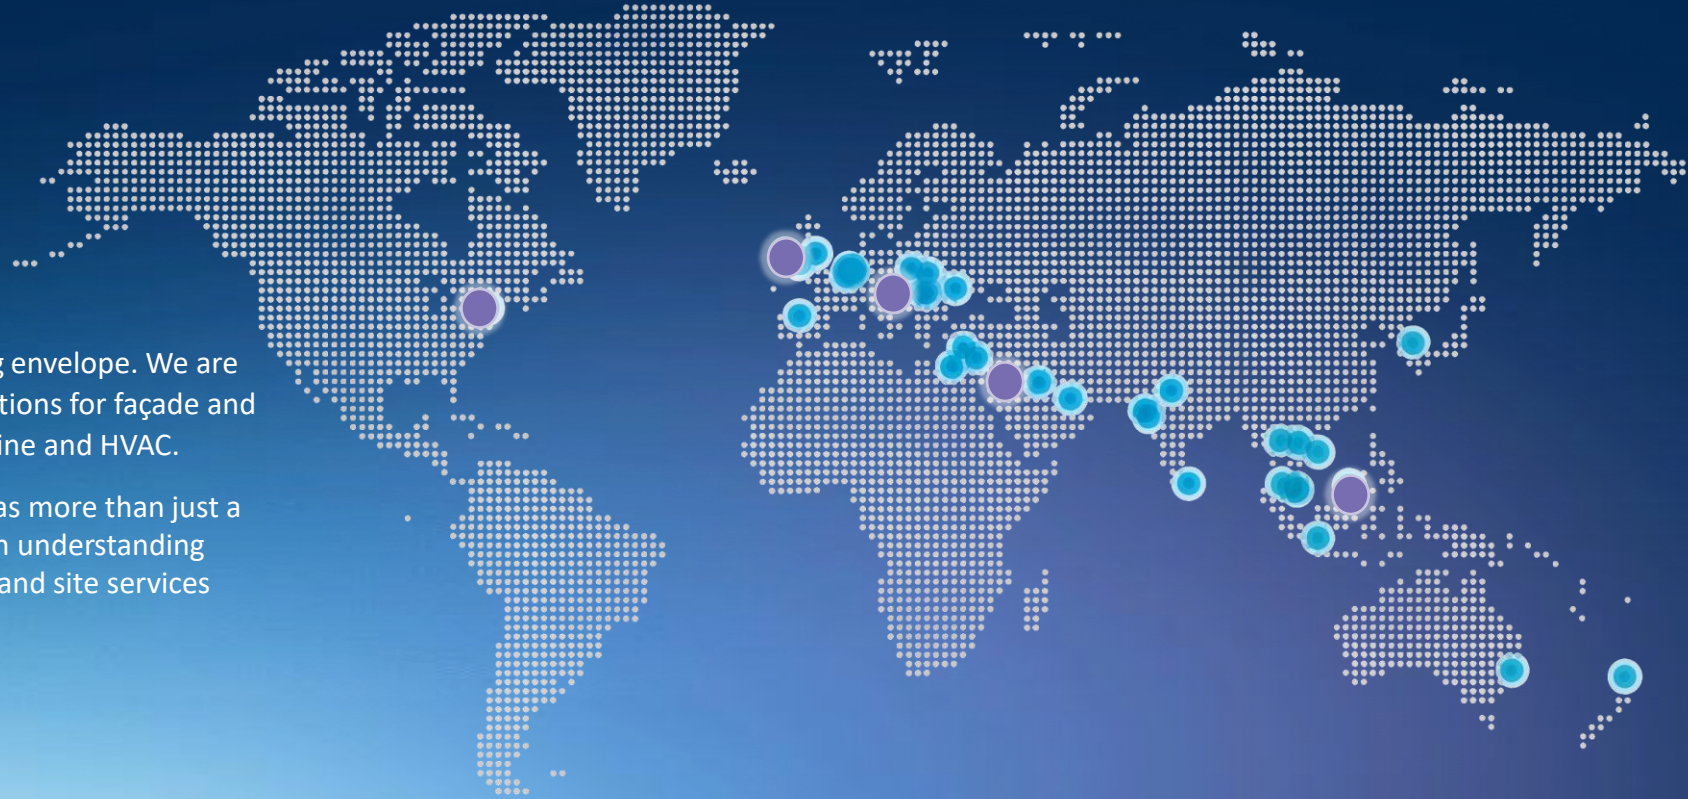 g envelope. We are
tions for façade and
ine and HVAC.
as more than just a
n understanding
and site services